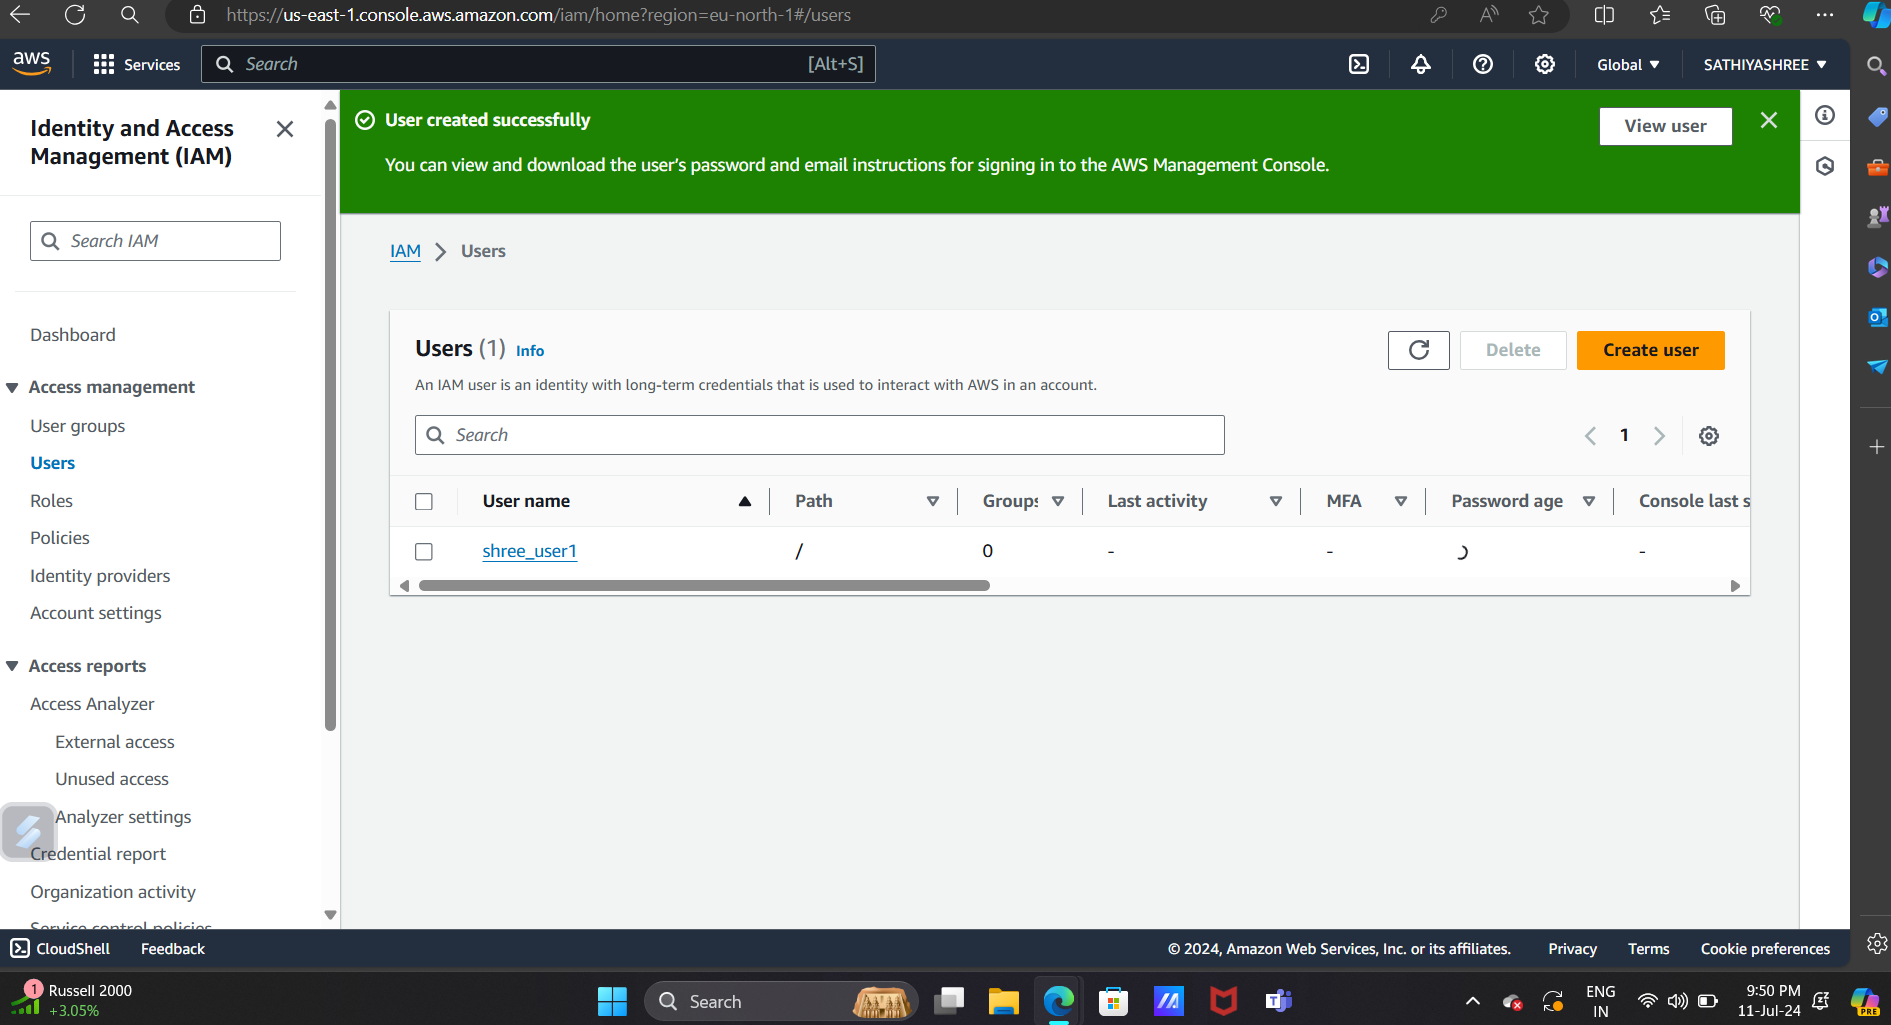 https://us-east-1.console.aws.amazon.com/iam/home?region=eu-north-1#/users
aws
Services
Search
[Alt+S]
Global
SATHIYASHREE
Identity and Access
Management (IAM)
Search IAM
Dashboard
Access management
User groups
Users
Roles
Policies
Identity providers
Account settings
Access reports
Access Analyzer
External access
Unused access
Analyzer settings
Credential report
Organization activity
Service control policies
User created successfully
View user
You can view and download the user's password and email instructions for signing in to the AWS Management Console.
IAM
Users
Users (1) Info
Delete
Create user
An IAM user is an identity with long-term credentials that is used to interact with AWS in an account.
Search
1
User name
Path
Groups
Last activity
MFA
Password age
Console last s
shree_user1
/
0
-
-
-
CloudShell
Feedback
© 2024, Amazon Web Services, Inc. or its affiliates.
Privacy
Terms
Cookie preferences
1
Russell 2000
+3.05%
Search
ENG
IN
9:50 PM
11-Jul-24
PRE